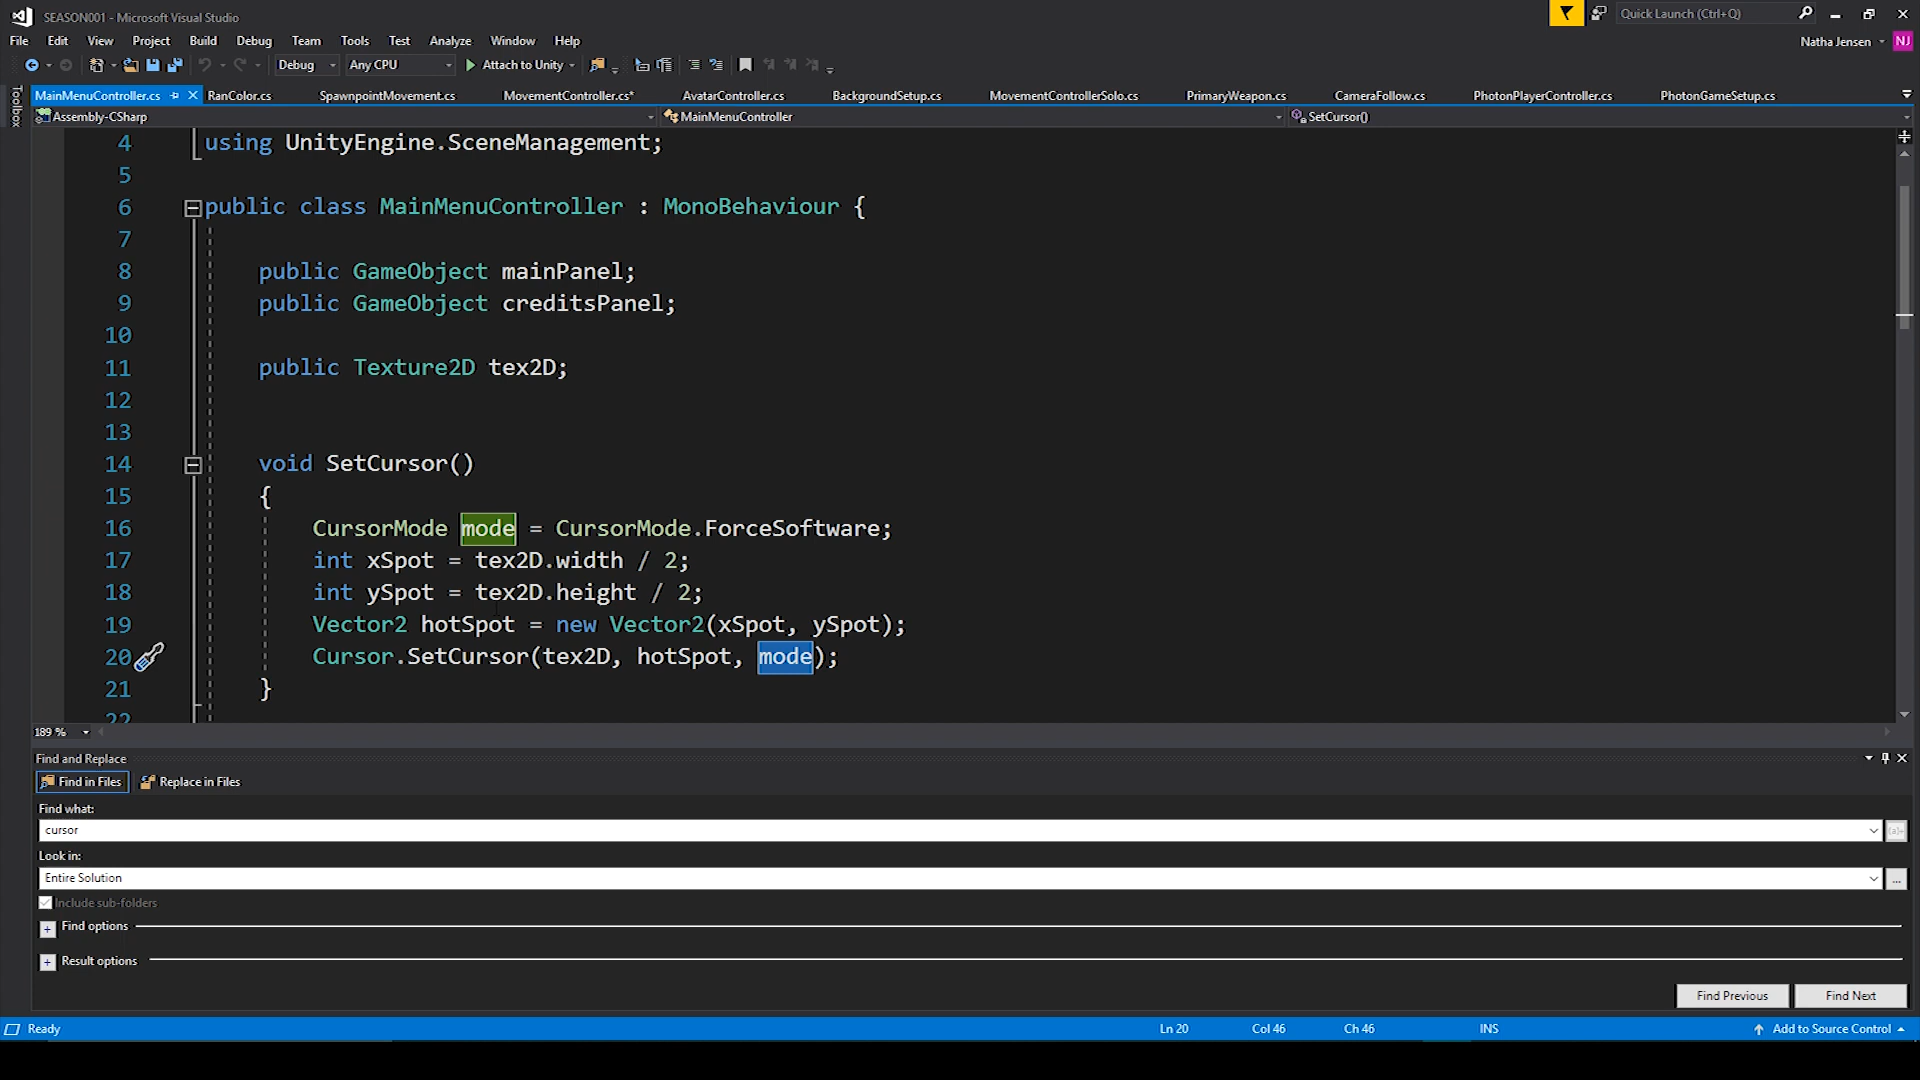 SEASON001 - Microsoft Visual Studio
Quick Launch (Ctrl+Q)
File Edit View Project Build Debug Team Tools Test Analyze Window Help
Natha Jensen NJ
Debug Any CPU Attach to Unity
Toolbox
MainMenuController.cs RanColor.cs SpawnpointMovement.cs MovementController.cs* AvatarController.cs BackgroundSetup.cs MovementControllerSolo.cs PrimaryWeapon.cs CameraFollow.cs PhotonPlayerController.cs PhotonGameSetup.cs
Assembly-CSharp MainMenuController SetCursor()
4 using UnityEngine.SceneManagement;
5
6 public class MainMenuController : MonoBehaviour {
7
8 public GameObject mainPanel;
9 public GameObject creditsPanel;
10
11 public Texture2D tex2D;
12
13
14 void SetCursor()
15 {
16 CursorMode mode = CursorMode.ForceSoftware;
17 int xSpot = tex2D.width / 2;
18 int ySpot = tex2D.height / 2;
19 Vector2 hotSpot = new Vector2(xSpot, ySpot);
20 Cursor.SetCursor(tex2D, hotSpot, mode);
21 }
22
189 %
Find and Replace
Find in Files Replace in Files
Find what:
cursor
Look in:
Entire Solution
...
Include sub-folders
Find options
Result options
Find Previous Find Next
Ready Ln 20 Col 46 Ch 46 INS Add to Source Control